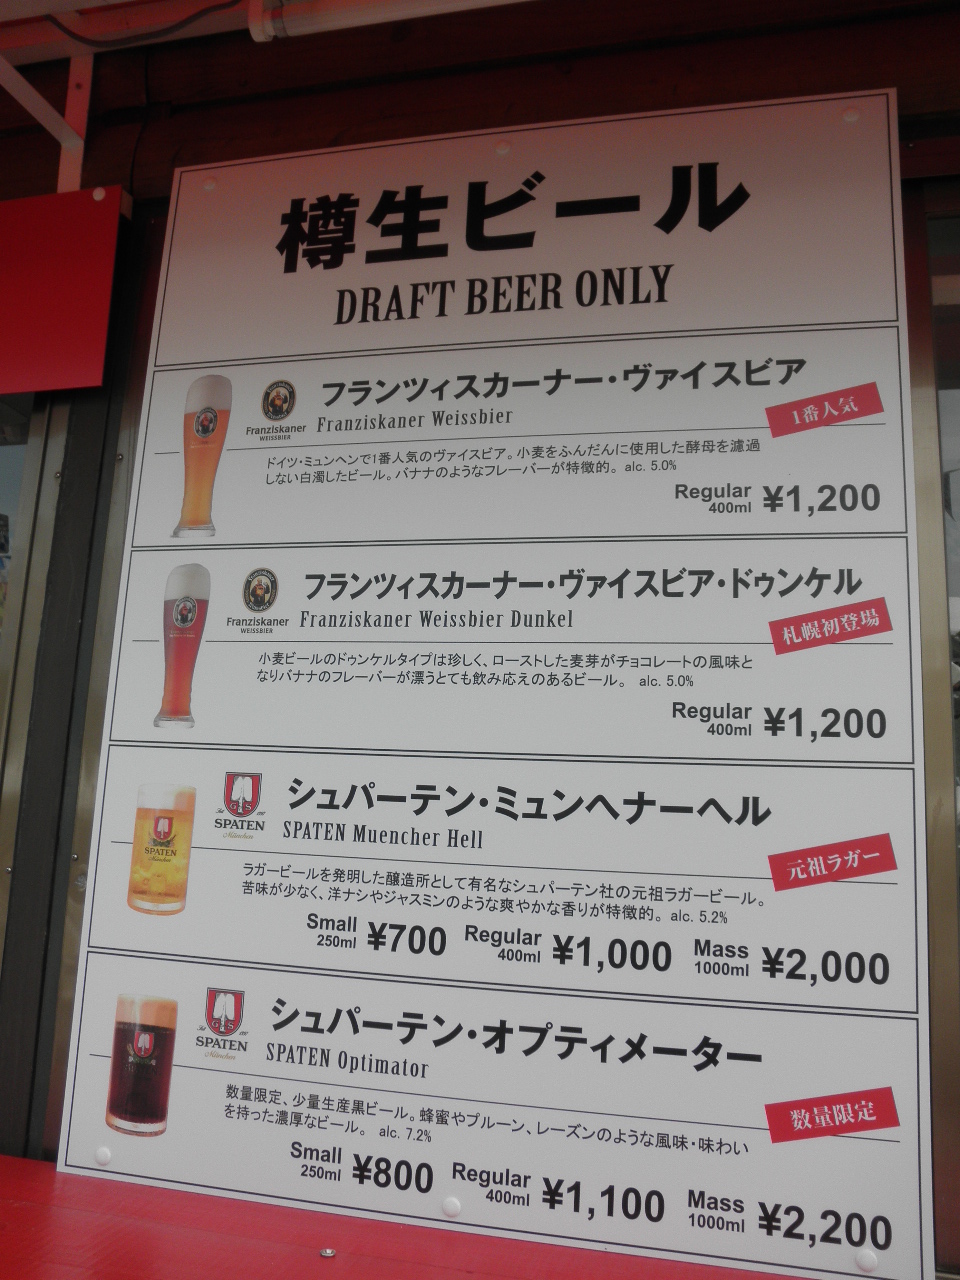 樽生ビール
DRAFT BEER ONLY
フランツィスカーナー・ヴァイスビア
Franziskaner
WEISSBIER
Franziskaner Weissbier
1番人気
ドイツ・ミュンヘンで1番人気のヴァイスビア。小麦をふんだんに使用した酵母を濾過
しない白濁したビール。バナナのようなフレーバーが特徴的。 alc. 5.0%
Regular
400ml
¥1,200
フランツィスカーナー・ヴァイスビア・ドゥンケル
Franziskaner
WEISSBIER
Franziskaner Weissbier Dunkel
札幌初登場
小麦ビールのドゥンケルタイプは珍しく、ローストした麦芽がチョコレートの風味と
なりバナナのフレーバーが漂うとても飲み応えのあるビール。 alc. 5.0%
Regular
400ml
¥1,200
シュパーテン・ミュンヘナーヘル
G S
SPATEN
München
SPATEN Muencher Hell
元祖ラガー
SPATEN
ラガービールを発明した醸造所として有名なシュパーテン社の元祖ラガービール。
苦味が少なく、洋ナシやジャスミンのような爽やかな香りが特徴的。 alc. 5.2%
Small
250ml
¥700
Regular
400ml
¥1,000
Mass
1000ml
¥2,000
シュパーテン・オプティメーター
G S
SPATEN
München
SPATEN Optimator
数量限定
数量限定、少量生産黒ビール。蜂蜜やプルーン、レーズンのような風味・味わい
を持った濃厚なビール。 alc. 7.2%
Small
250ml
¥800
Regular
400ml
¥1,100
Mass
1000ml
¥2,200